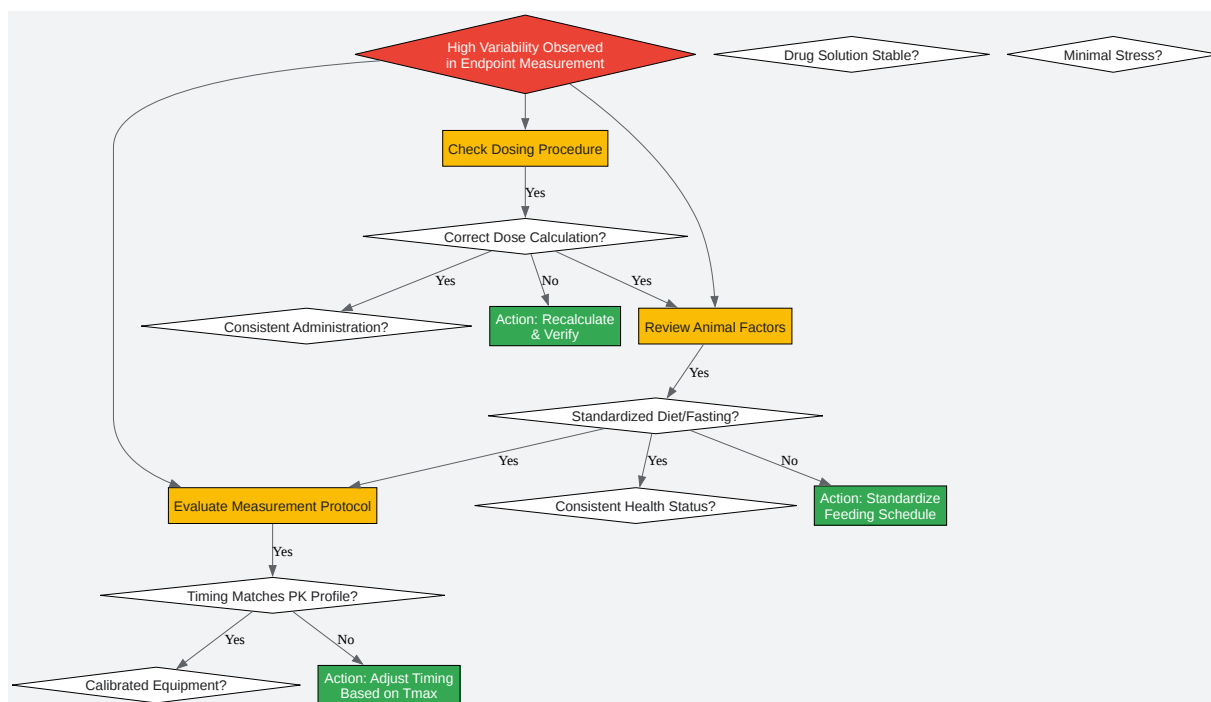 High Variability Observed
in Endpoint Measurement
Drug Solution Stable?
Minimal Stress?
Check Dosing Procedure
Yes
Correct Dose Calculation?
Yes
No
Yes
Consistent Administration?
Action: Recalculate
& Verify
Review Animal Factors
Yes
Standardized Diet/Fasting?
Yes
Yes
No
Evaluate Measurement Protocol
Consistent Health Status?
Action: Standardize
Feeding Schedule
Yes
Timing Matches PK Profile?
Yes
No
Calibrated Equipment?
Action: Adjust Timing
Based on Tmax